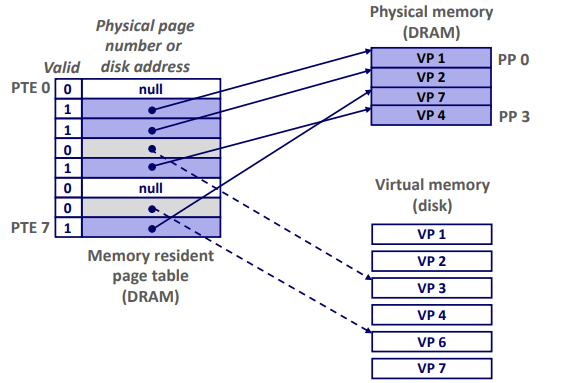 Physical page
number or
disk address
Valid
PTE 0
0
null
1
1
0
1
0
null
0
PTE 7
1
Memory resident
page table
(DRAM)
Physical memory
(DRAM)
VP 1
PP 0
VP 2
VP 7
VP 4
PP 3
Virtual memory
(disk)
VP 1
VP 2
VP 3
VP 4
VP 6
VP 7